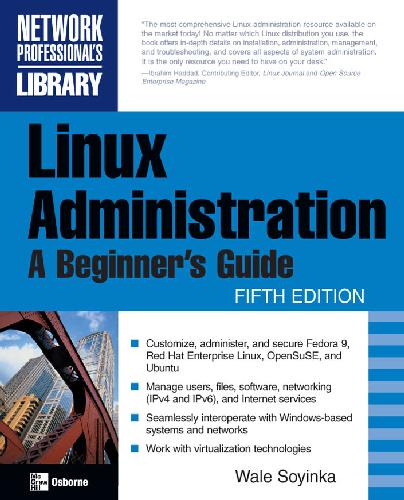 NETWORK
PROFESSIONAL'S
LIBRARY
"The most comprehensive Linux administration resource available on
the market today! No matter which Linux distribution you use, the
book offers in-depth details on installation, administration, management,
and troubleshooting, and covers all aspects of system administration.
It is the only resource you need to have on your desk."
—Ibrahim Haddad, Contributing Editor, Linux Journal and Open Source
Enterprise Magazine
Linux
Administration
A Beginner's Guide
FIFTH EDITION
Customize, administer, and secure Fedora 9,
Red Hat Enterprise Linux, OpenSuSE, and
Ubuntu
Manage users, files, software, networking
(IPv4 and IPv6), and Internet services
Seamlessly interoperate with Windows-based
systems and networks
Work with virtualization technologies
Mc
Graw
Hill
Osborne
Wale Soyinka